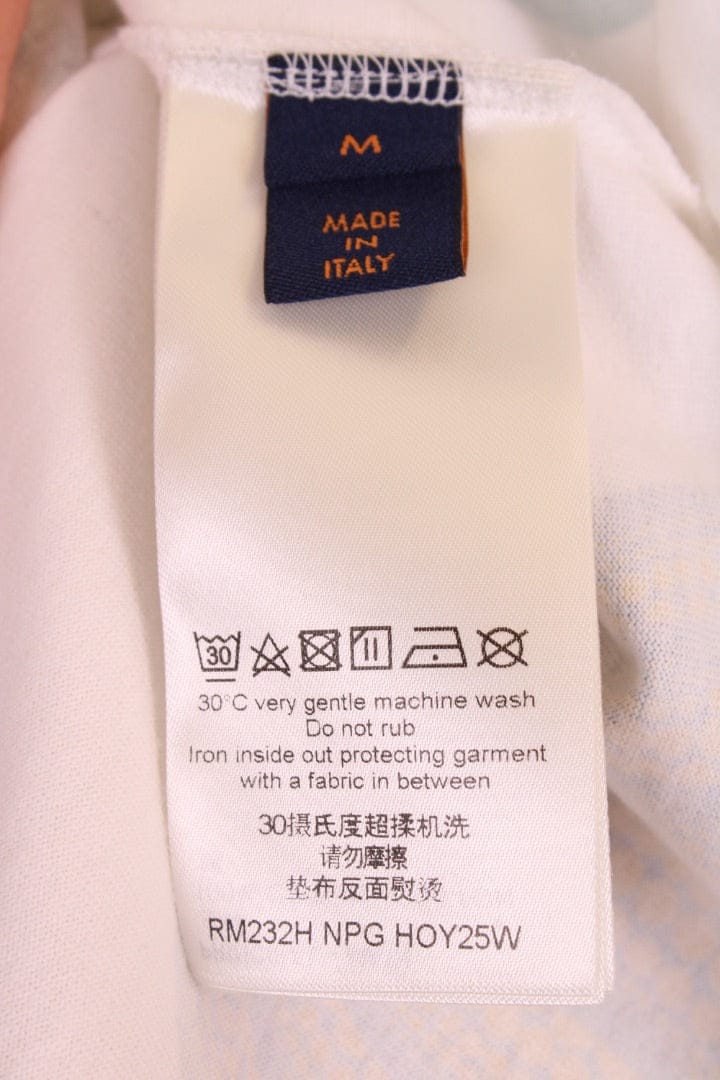 M
MADE
IN
ITALY
30
30°C very gentle machine wash
Do not rub
Iron inside out protecting garment
with a fabric in between
30摄氏度超揉机洗
请勿摩擦
垫布反面熨烫
RM232H NPG HOY25W